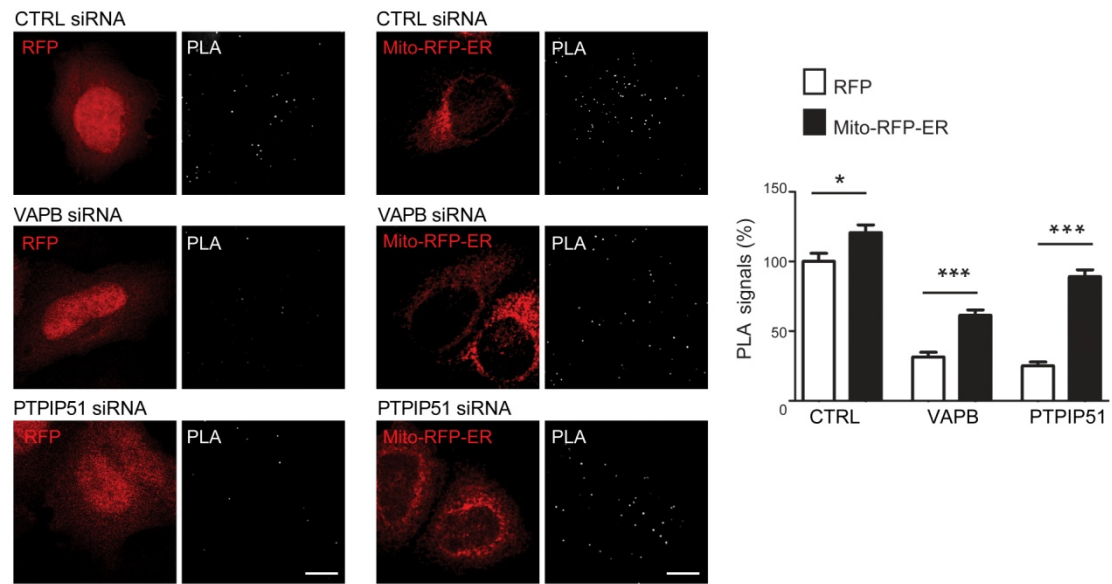 CTRL siRNA
RFP
PLA
CTRL siRNA
Mito-RFP-ER
PLA
VAPB siRNA
RFP
PLA
VAPB siRNA
Mito-RFP-ER
PLA
PTPIP51 siRNA
RFP
PLA
PTPIP51 siRNA
Mito-RFP-ER
PLA
RFP
Mito-RFP-ER
PLA signals (%)
150
100
50
0
*
***
***
CTRL
VAPB
PTPIP51